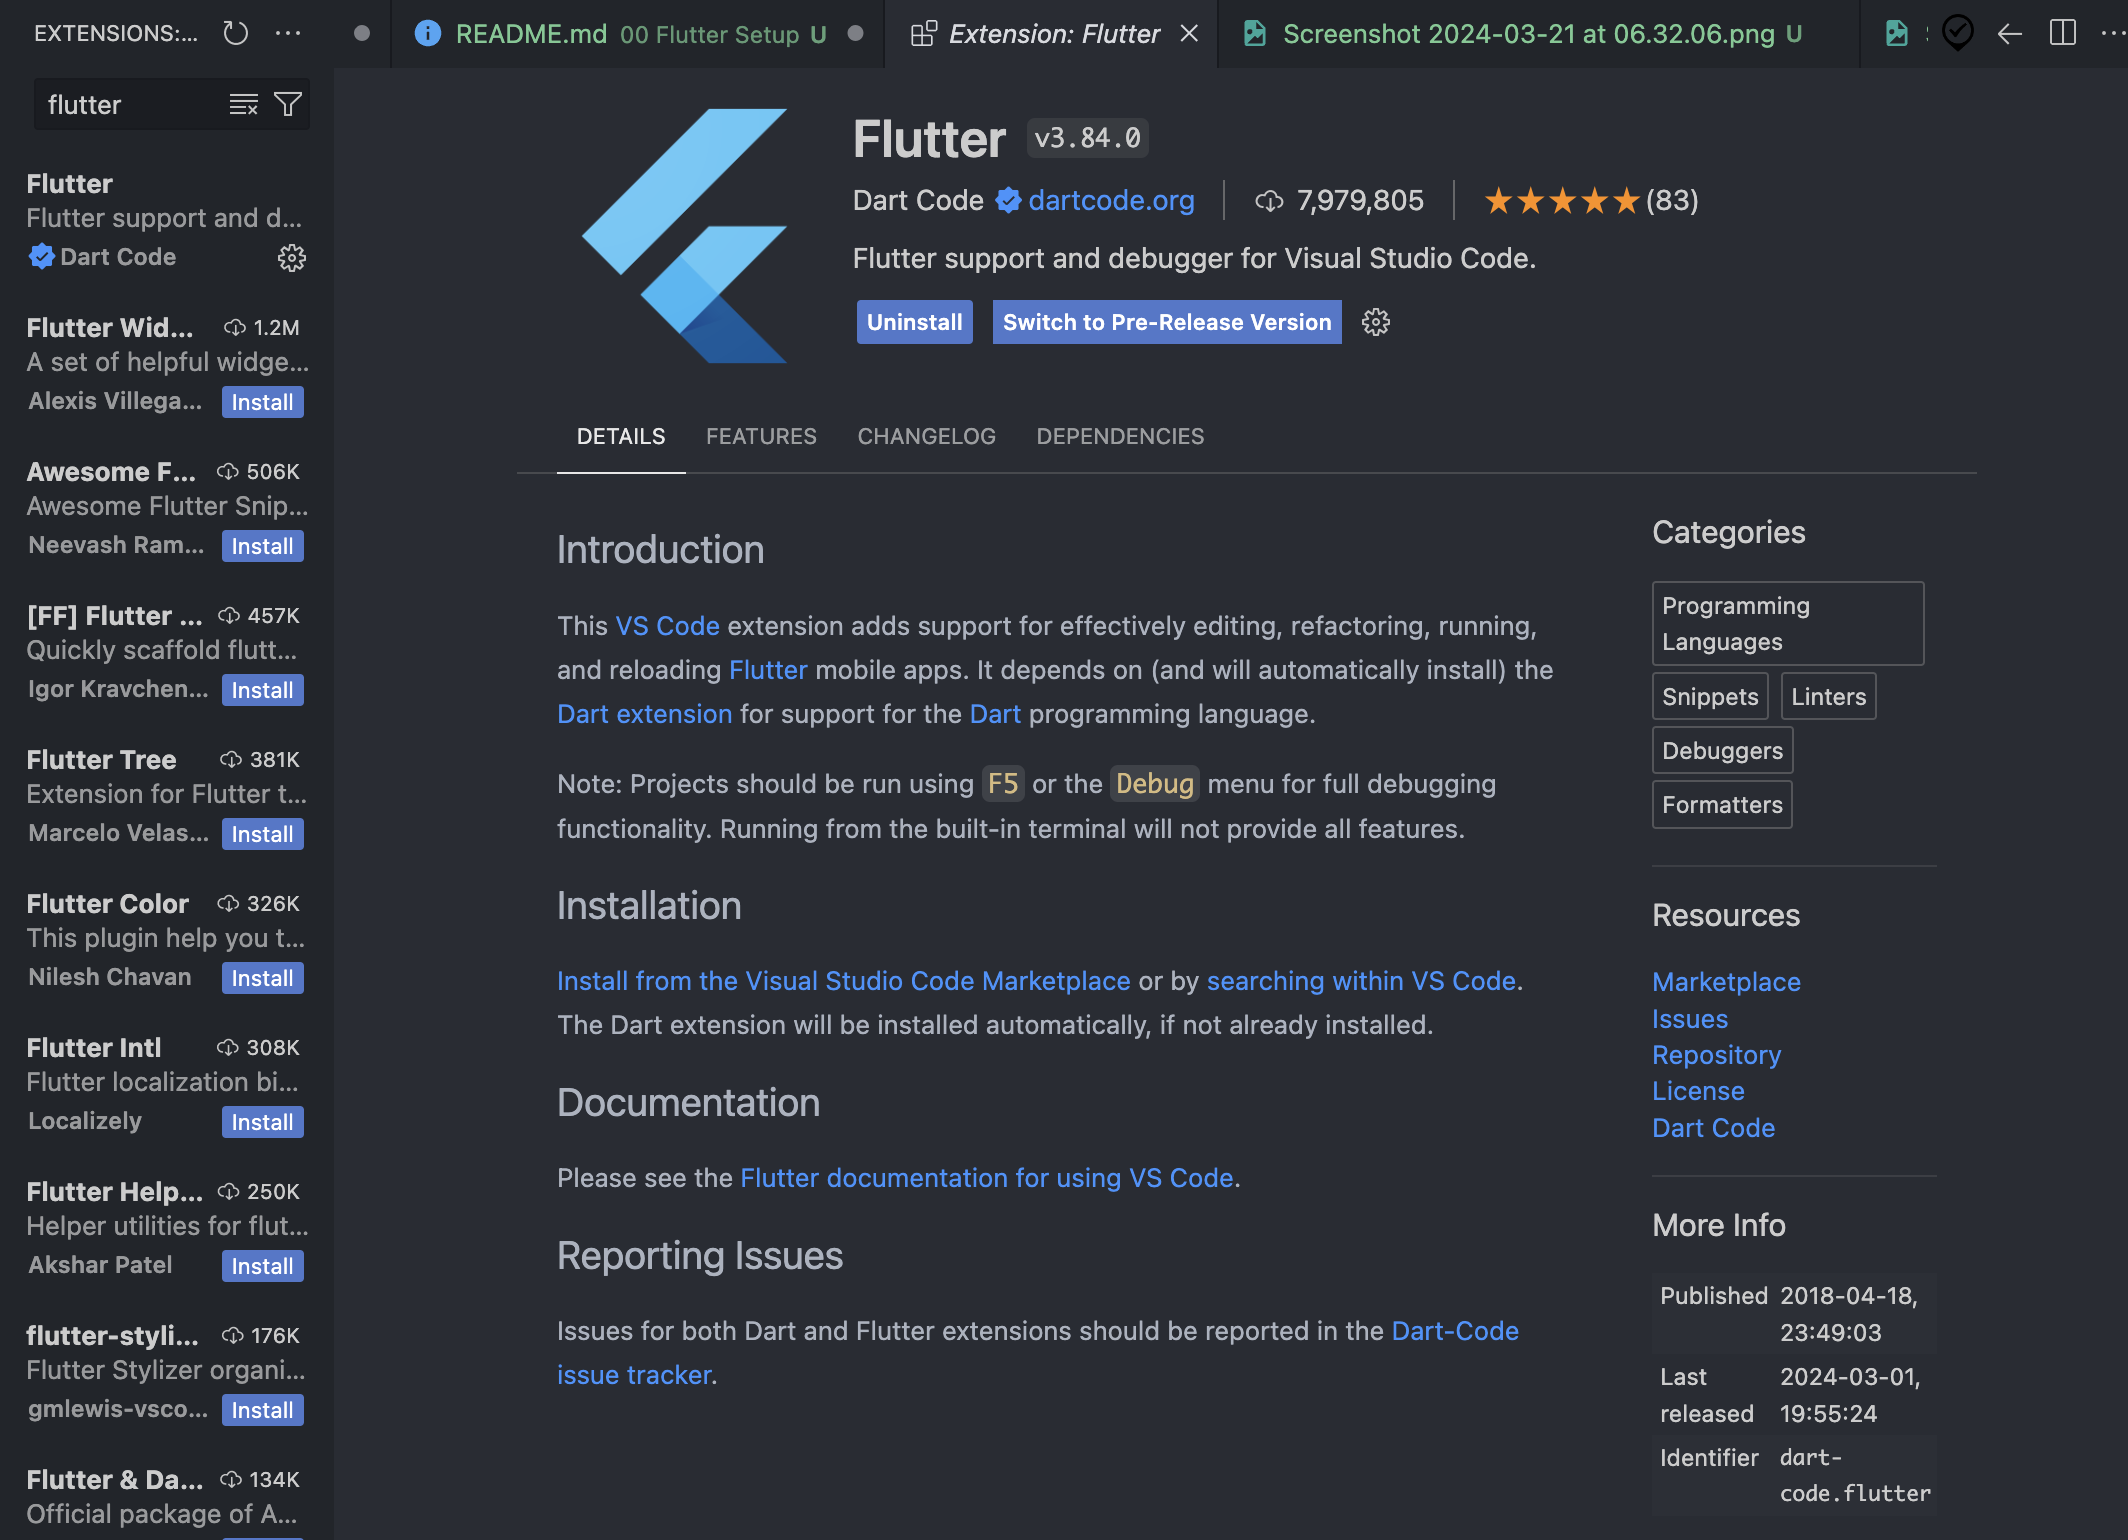 EXTENSIONS:...
README.md 00 Flutter Setup U
Extension: Flutter
Screenshot 2024-03-21 at 06.32.06.png U
flutter
Flutter
Flutter support and d...
Dart Code
Flutter Wid... 1.2M
A set of helpful widge...
Alexis Villega... Install
Awesome F... 506K
Awesome Flutter Snip...
Neevash Ram... Install
[FF] Flutter ... 457K
Quickly scaffold flutt...
Igor Kravchen... Install
Flutter Tree 381K
Extension for Flutter t...
Marcelo Velas... Install
Flutter Color 326K
This plugin help you t...
Nilesh Chavan Install
Flutter Intl 308K
Flutter localization bi...
Localizely Install
Flutter Help... 250K
Helper utilities for flut...
Akshar Patel Install
flutter-styli... 176K
Flutter Stylizer organi...
gmlewis-vsco... Install
Flutter & Da... 134K
Official package of A...
Flutter v3.84.0
Dart Code dartcode.org 7,979,805 ★★★★★(83)
Flutter support and debugger for Visual Studio Code.
Uninstall Switch to Pre-Release Version
DETAILS FEATURES CHANGELOG DEPENDENCIES
Introduction
This VS Code extension adds support for effectively editing, refactoring, running,
and reloading Flutter mobile apps. It depends on (and will automatically install) the
Dart extension for support for the Dart programming language.
Note: Projects should be run using F5 or the Debug menu for full debugging
functionality. Running from the built-in terminal will not provide all features.
Installation
Install from the Visual Studio Code Marketplace or by searching within VS Code.
The Dart extension will be installed automatically, if not already installed.
Documentation
Please see the Flutter documentation for using VS Code.
Reporting Issues
Issues for both Dart and Flutter extensions should be reported in the Dart-Code
issue tracker.
Categories
Programming
Languages
Snippets Linters
Debuggers
Formatters
Resources
Marketplace
Issues
Repository
License
Dart Code
More Info
Published 2018-04-18,
23:49:03
Last 2024-03-01,
released 19:55:24
Identifier dart-
code.flutter